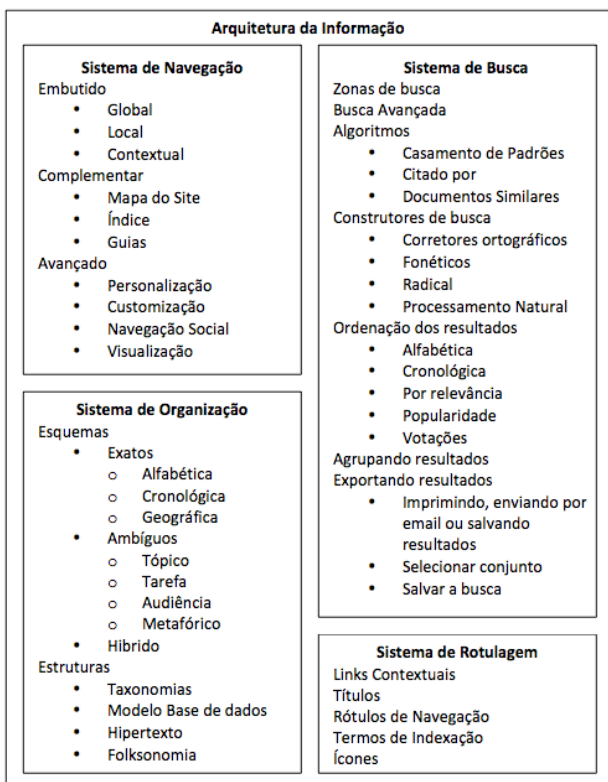 Arquitetura da Informação
Sistema de Navegação
Embutido
• Global
• Local
• Contextual
Complementar
• Mapa do Site
• Índice
• Guias
Avançado
• Personalização
• Customização
• Navegação Social
• Visualização
Sistema de Organização
Esquemas
• Exatos
o Alfabética
o Cronológica
o Geográfica
• Ambíguos
o Tópico
o Tarefa
o Audiência
o Metafórico
• Hibrido
Estruturas
• Taxonomias
• Modelo Base de dados
• Hipertexto
• Folksonomia
Sistema de Busca
Zonas de busca
Busca Avançada
Algoritmos
• Casamento de Padrões
• Citado por
• Documentos Similares
Construtores de busca
• Corretores ortográficos
• Fonéticos
• Radical
• Processamento Natural
Ordenação dos resultados
• Alfabética
• Cronológica
• Por relevância
• Popularidade
• Votações
Agrupando resultados
Exportando resultados
• Imprimindo, enviando por
email ou salvando
resultados
• Selecionar conjunto
• Salvar a busca
Sistema de Rotulagem
Links Contextuais
Títulos
Rótulos de Navegação
Termos de Indexação
Ícones